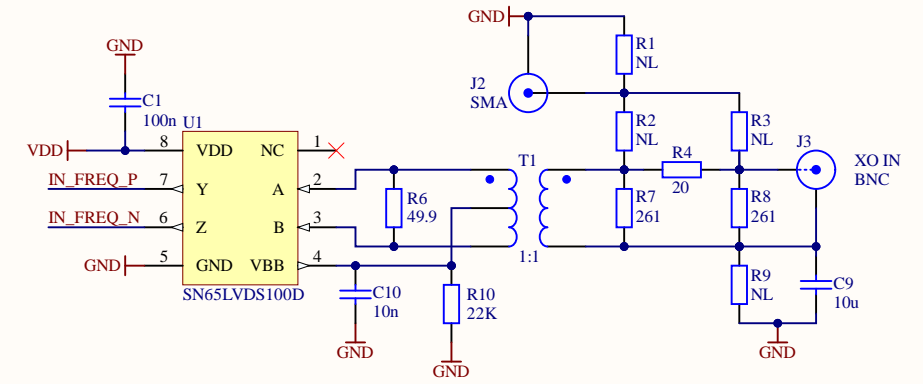 GND
R1
NL
J2
SMA
GND
C1
100n
U1
R2
NL
R3
NL
J3
XO IN
BNC
VDD
8
VDD
NC
1
T1
R4
20
IN_FREQ_P
7
Y
A
2
R6
49.9
R7
261
R8
261
IN_FREQ_N
6
Z
B
3
1:1
GND
5
GND
VBB
4
SN65LVDS100D
C10
10n
R10
22K
R9
NL
C9
10u
GND
GND
GND